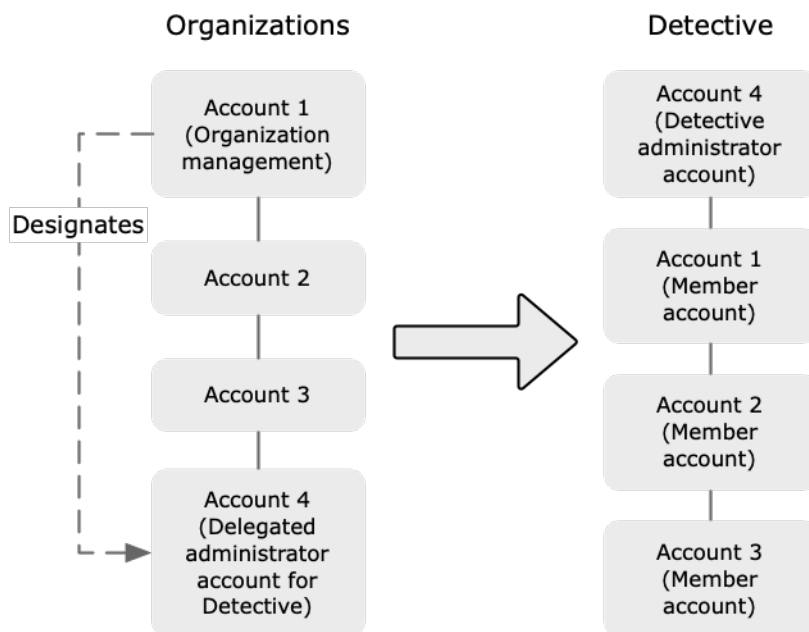 Organizations
Account 1
(Organization
management)
Designates
Account 2
Account 3
Account 4
(Delegated
administrator
account for
Detective)
Detective
Account 4
(Detective
administrator
account)
Account 1
(Member
account)
Account 2
(Member
account)
Account 3
(Member
account)